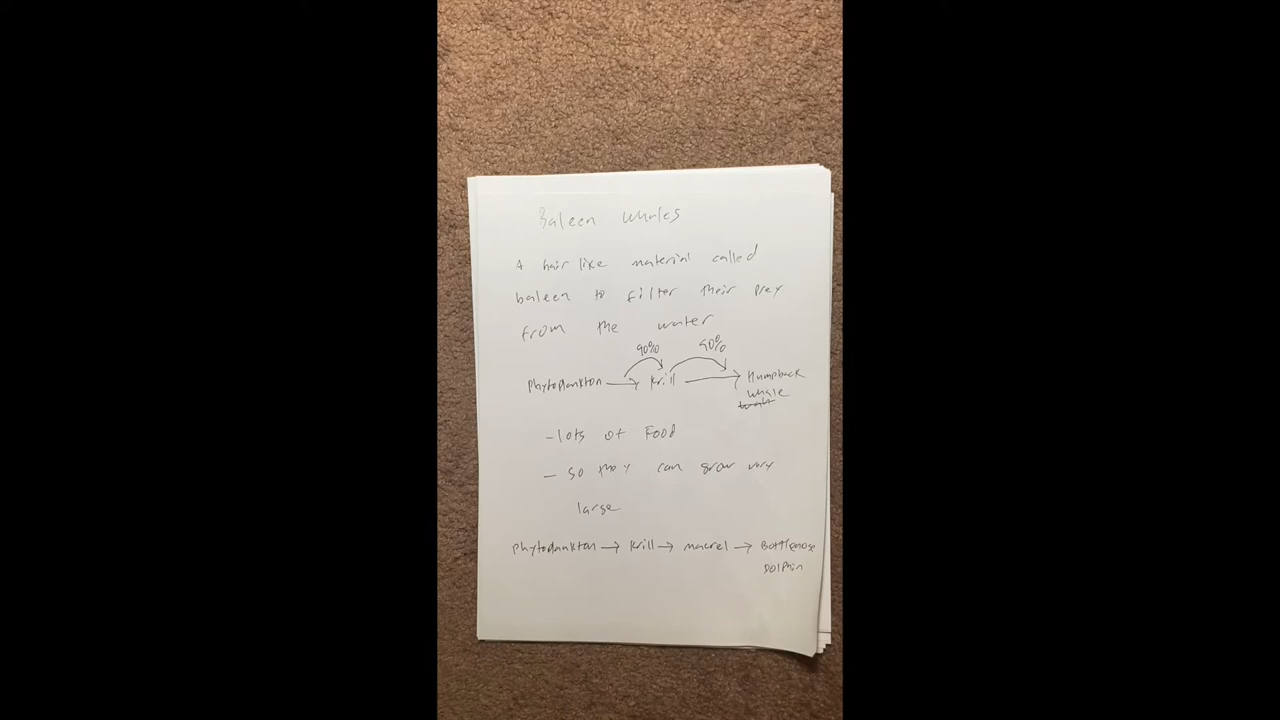 Baleen Whales
A hair like material called
baleen to filter their prey
from the water
90% 90%
Phytoplankton → krill → Humpback
whale
- lots of Food
- so they can grow very
large
Phytoplankton → krill → macrel → Bottlenose
Dolphin